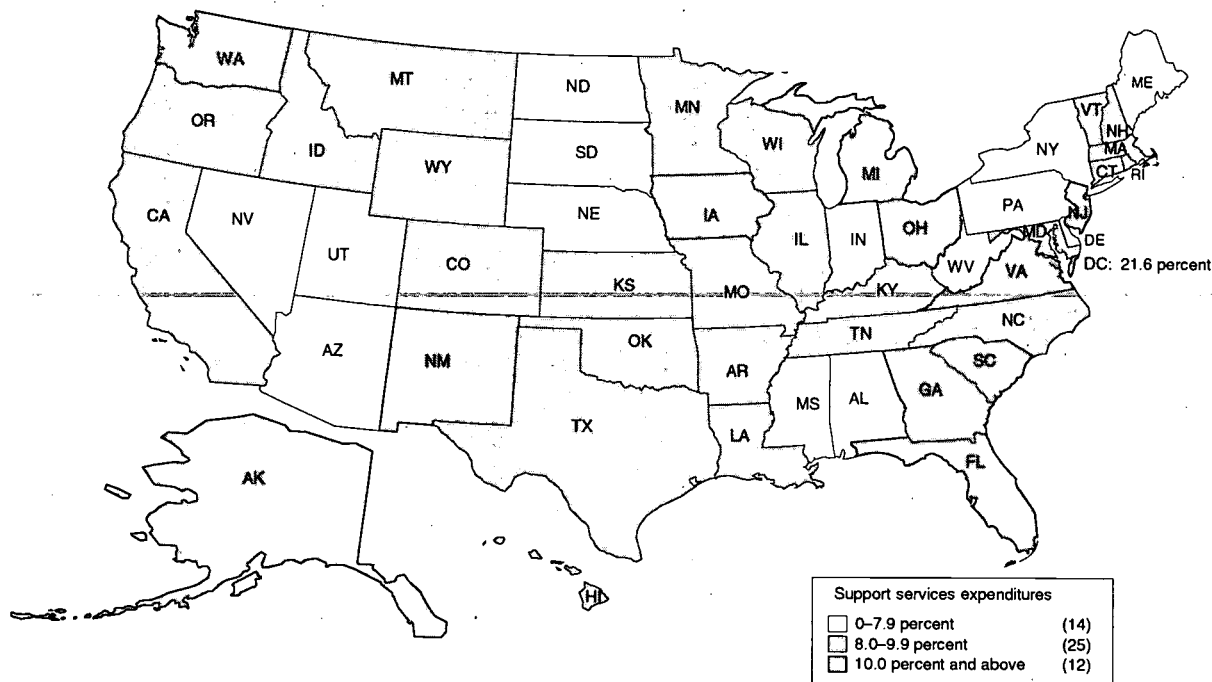 WA
MT
ND
MN
ME
OR
ID
WY
SD
WI
MI
NY
VT
NH
MA
CT
RI
CA
NV
UT
CO
NE
IA
IL
IN
OH
PA
NJ
MD
DE
DC: 21.6 percent
WV
VA
KS
MO
KY
AZ
NM
OK
AR
TN
NC
SC
TX
LA
MS
AL
GA
FL
AK
HI
Support services expenditures
0–7.9 percent (14)
8.0–9.9 percent (25)
10.0 percent and above (12)